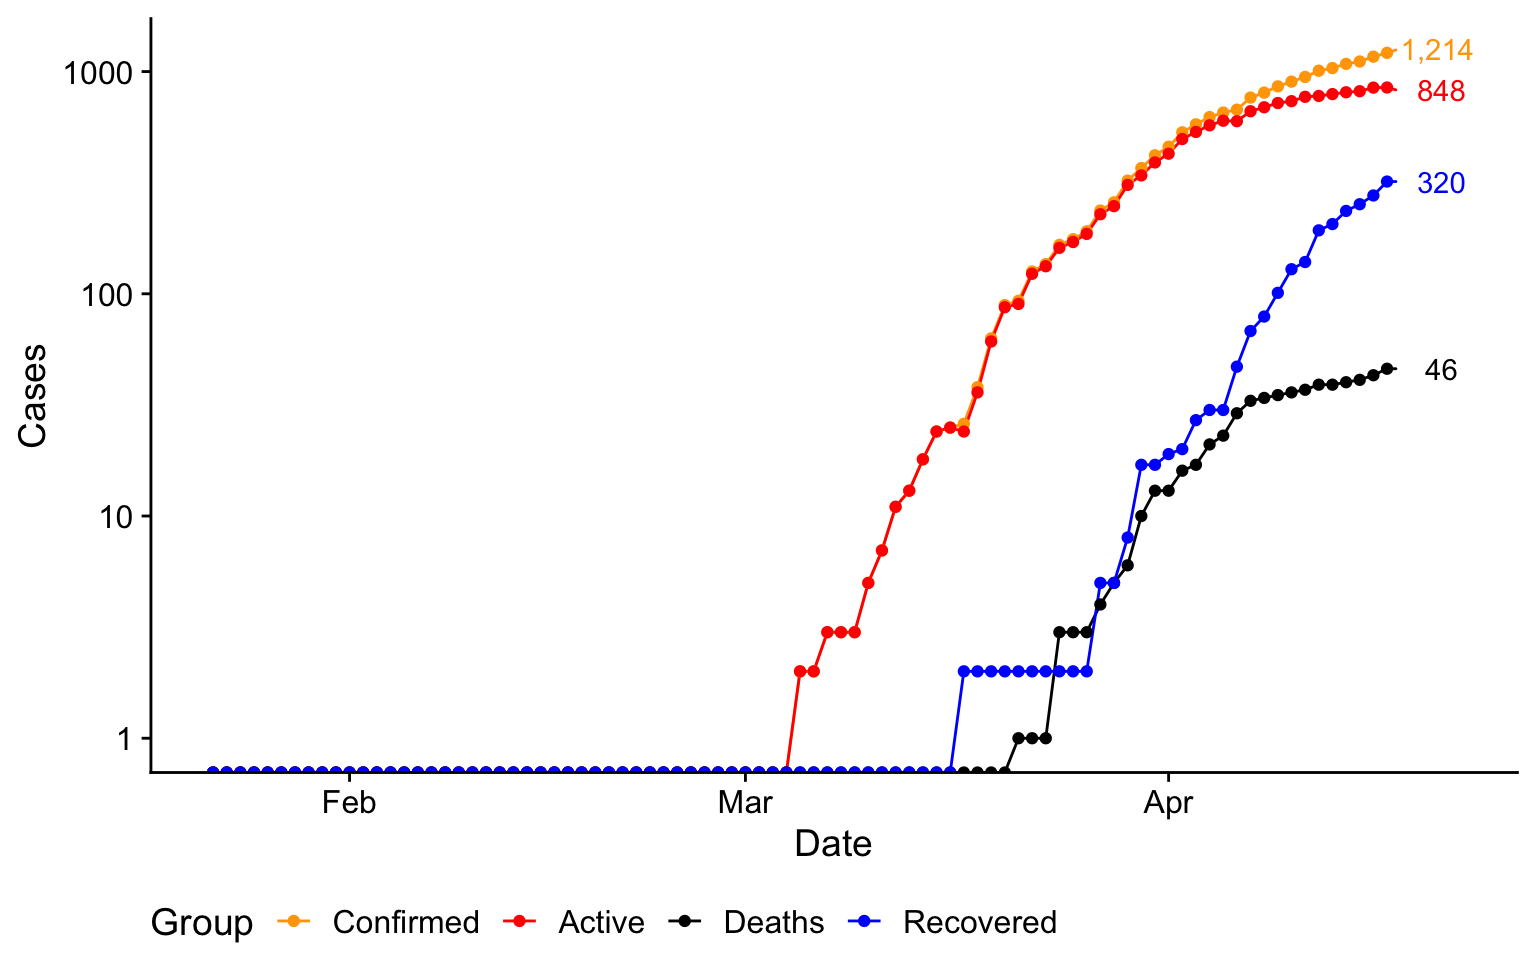 1,214
1000
848
320
100
Cases
46
10
1
Feb Mar Apr
Date
Group Confirmed Active Deaths Recovered